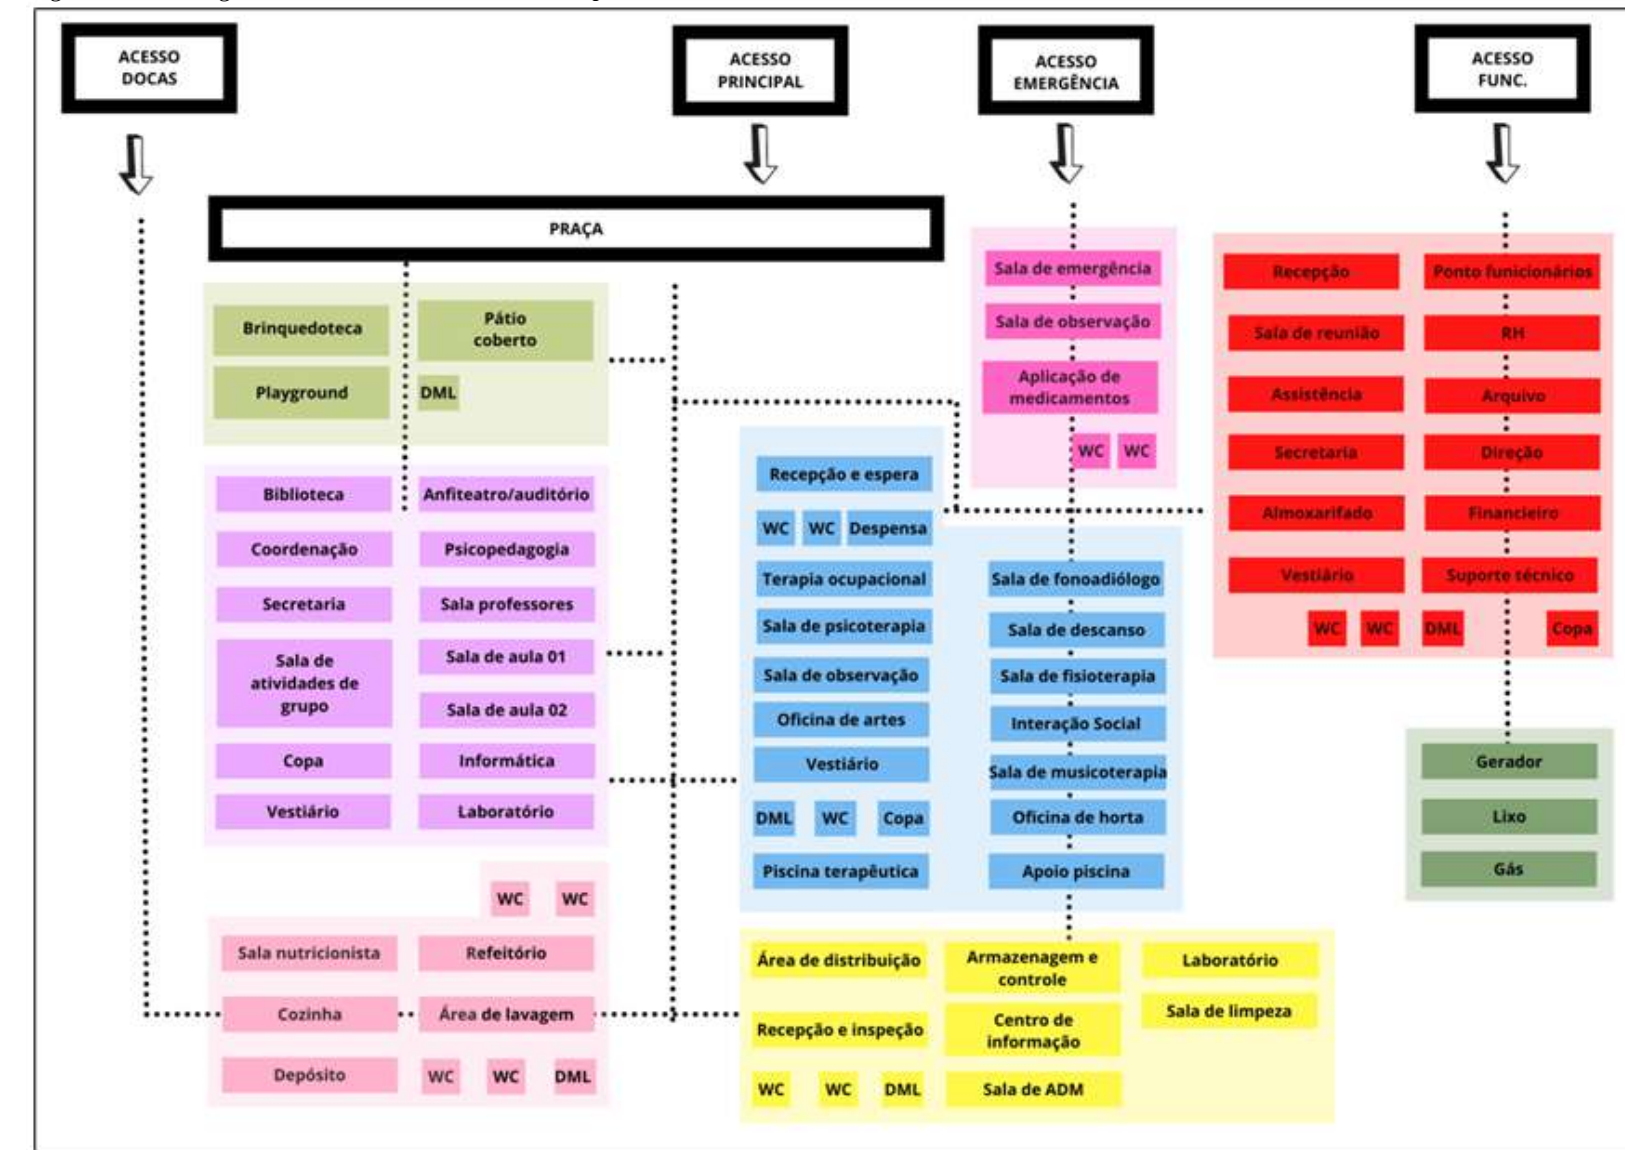 ACESSO
DOCAS
ACESSO
PRINCIPAL
ACESSO
EMERGÊNCIA
ACESSO
FUNC.
PRAÇA
Brinquedoteca
Pátio
coberto
Playground
DML
Biblioteca
Anfiteatro/auditório
Coordenação
Psicopedagogia
Secretaria
Sala professores
Sala de
atividades de
grupo
Sala de aula 01
Sala de aula 02
Copa
Informática
Vestiário
Laboratório
WC
WC
Sala nutricionista
Refeitório
Cozinha
Área de lavagem
Depósito
WC
WC
DML
Recepção e espera
WC
WC
Despensa
Terapia ocupacional
Sala de psicoterapia
Sala de observação
Oficina de artes
Vestiário
DML
WC
Copa
Piscina terapêutica
Sala de fonoadiólogo
Sala de descanso
Sala de fisioterapia
Interação Social
Sala de musicoterapia
Oficina de horta
Apoio piscina
Sala de emergência
Sala de observação
Aplicação de
medicamentos
WC
WC
Recepção
Ponto funicionários
Sala de reunião
RH
Assistência
Arquivo
Secretaria
Direção
Almoxarifado
Financieiro
Vestiário
Suporte técnico
WC
WC
DML
Copa
Gerador
Lixo
Gás
Área de distribuição
Armazenagem e
controle
Laboratório
Recepção e inspeção
Centro de
informação
Sala de limpeza
WC
WC
DML
Sala de ADM